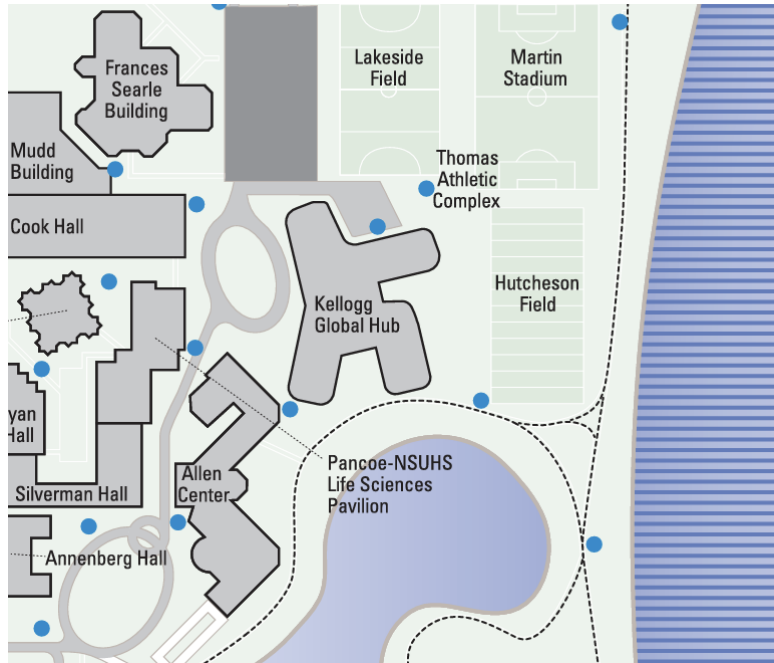 Frances
Searle
Building
Lakeside
Field
Martin
Stadium
Mudd
Building
Thomas
Athletic
Complex
Cook Hall
Hutcheson
Field
Kellogg
Global Hub
yan
Hall
Pancoe-NSUHS
Life Sciences
Pavilion
Allen
Center
Silverman Hall
Annenberg Hall